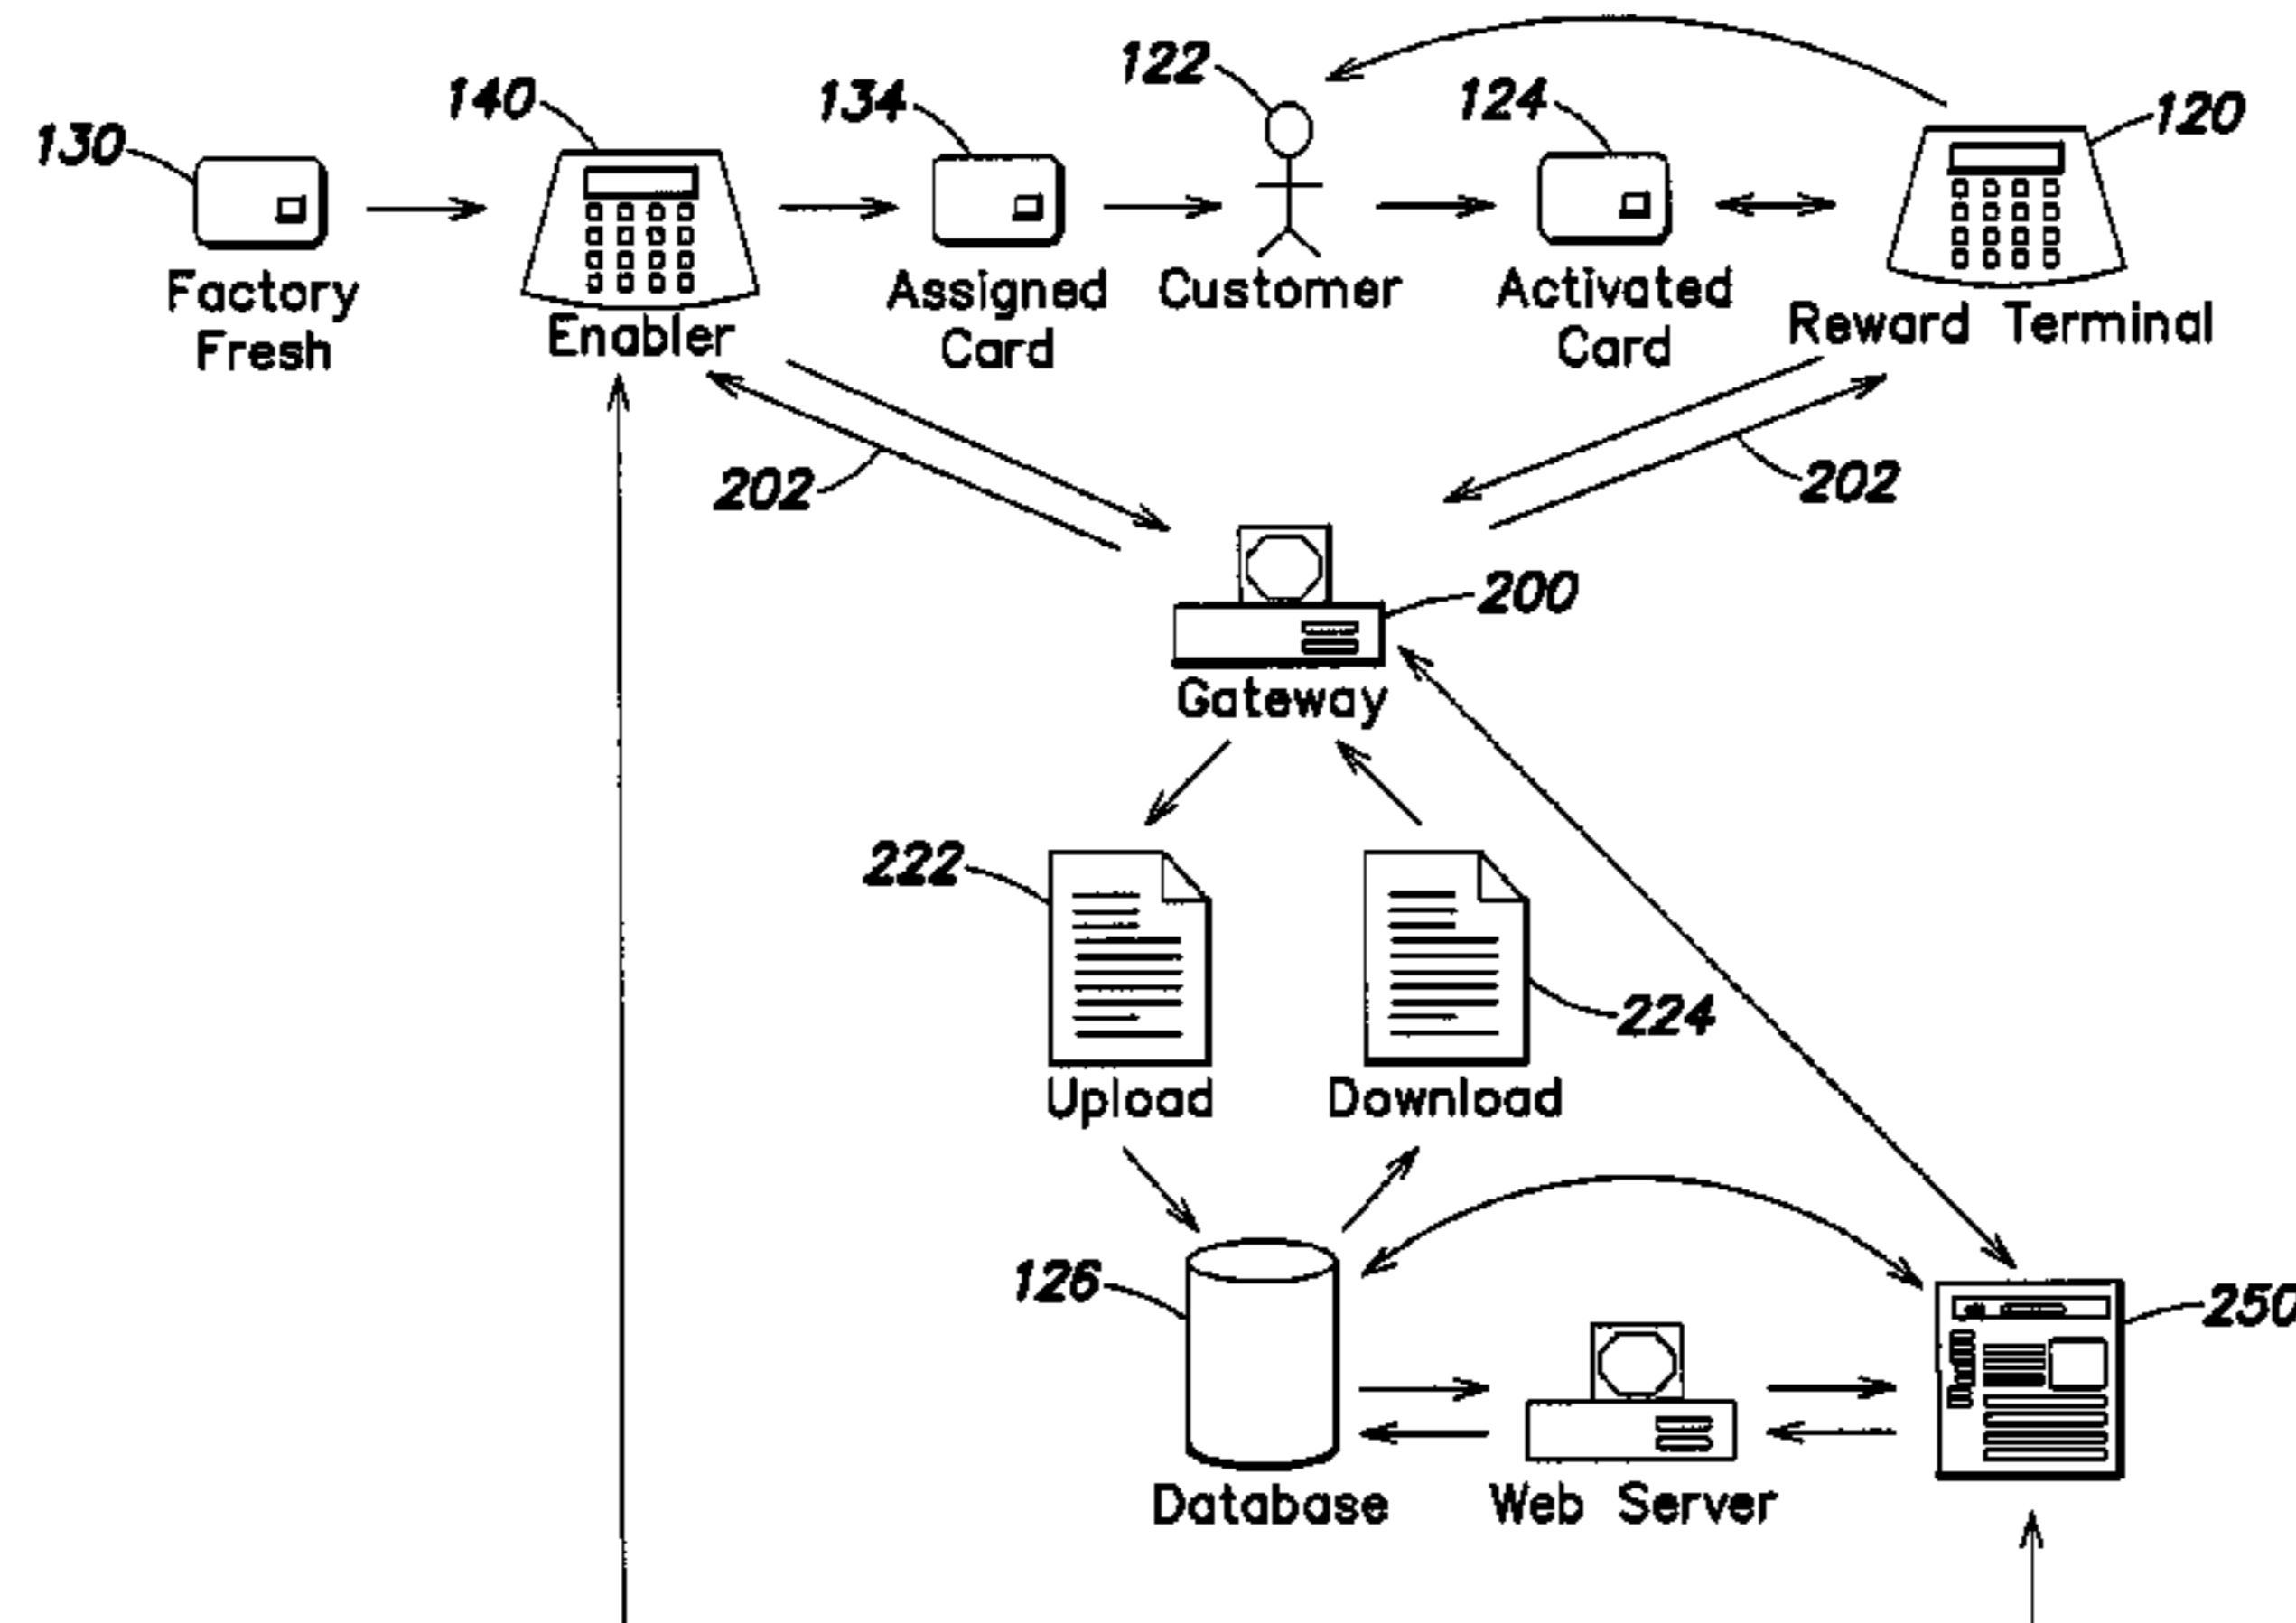 122
140
134
124
120
130
Factory
Fresh
Enabler
Assigned
Card
Customer
Activated
Card
Reward Terminal
202
202
200
Gateway
222
224
Upload
Download
126
250
Database
Web Server